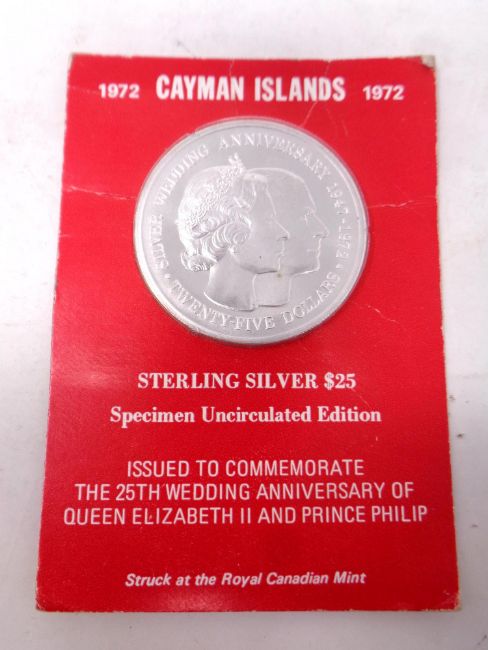 1972 CAYMAN ISLANDS 1972
SILVER WEDDING ANNIVERSARY 1947-1972
TWENTY-FIVE DOLLARS
STERLING SILVER $25
Specimen Uncirculated Edition
ISSUED TO COMMEMORATE
THE 25TH WEDDING ANNIVERSARY OF
QUEEN ELIZABETH II AND PRINCE PHILIP
Struck at the Royal Canadian Mint